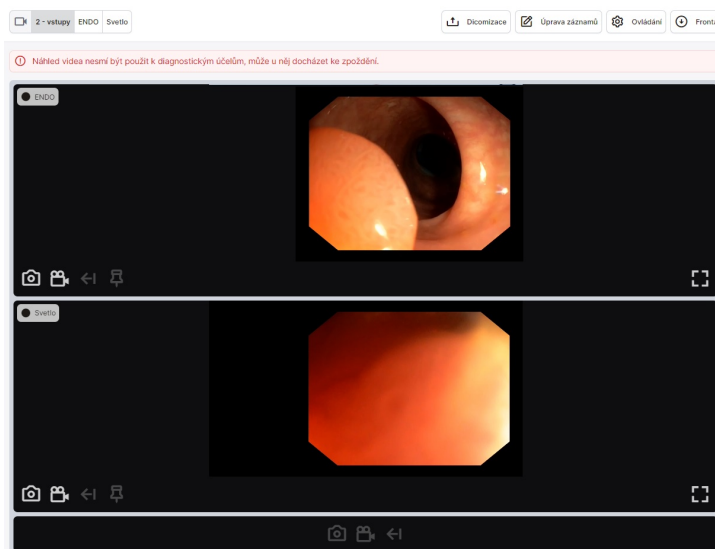 2 - vstupy ENDO Svetlo Dicomizace Úprava záznamů Ovládání
Náhled videa nesmí být použit k diagnostickým účelům, může u něj docházet ke zpoždění.
ENDO
Svetlo